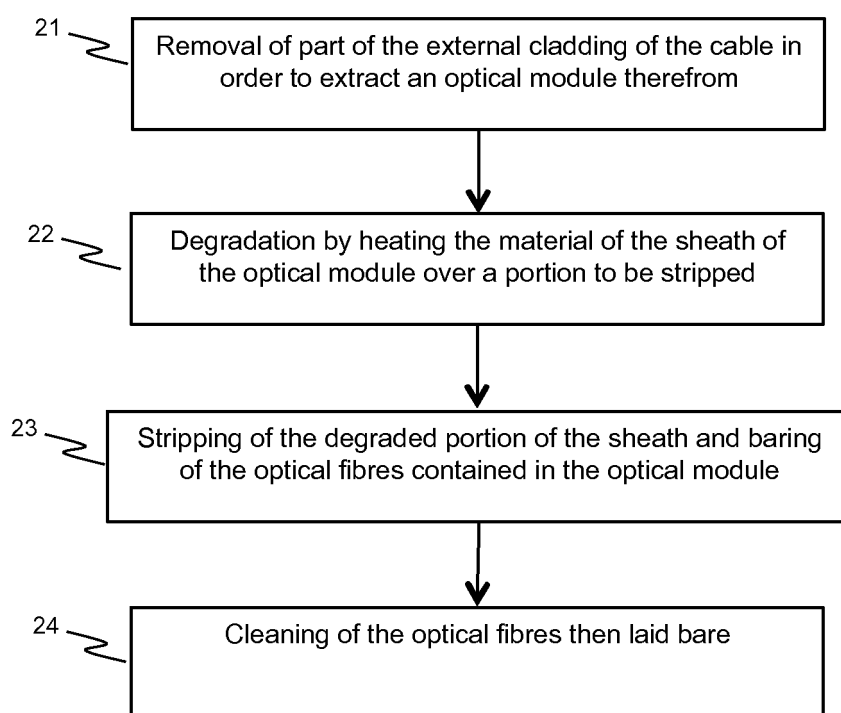 21
Removal of part of the external cladding of the cable in
order to extract an optical module therefrom
22
Degradation by heating the material of the sheath of
the optical module over a portion to be stripped
23
Stripping of the degraded portion of the sheath and baring
of the optical fibres contained in the optical module
24
Cleaning of the optical fibres then laid bare